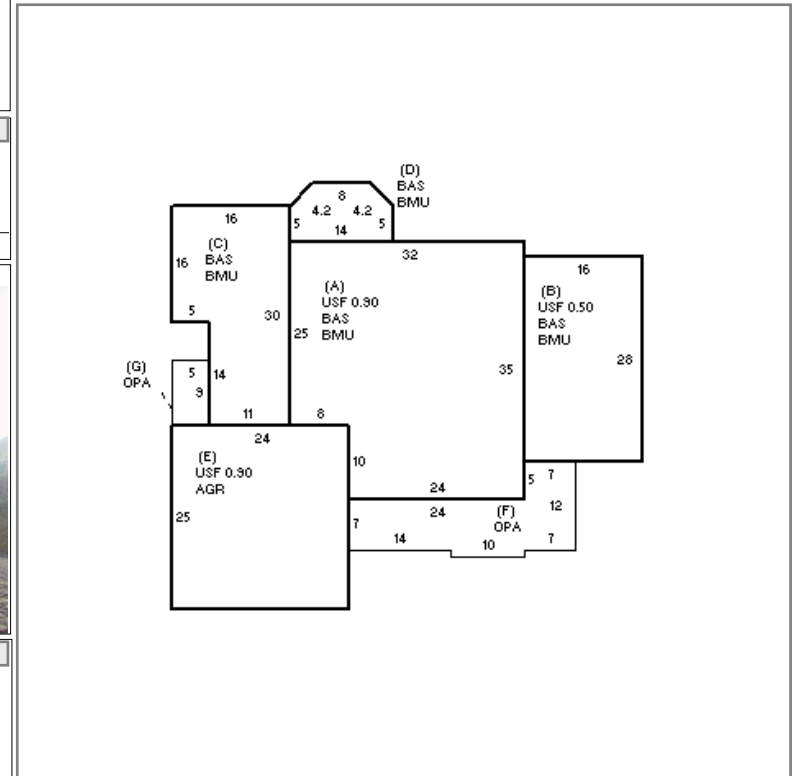 (D)
BAS
BMU
8
4.2 4.2
5 14 5
16
(C)
BAS
BMU
16
5
30
14
11
32
(A)
USF 0.90
BAS
BMU
25
35
8
10
24
16
(B)
USF 0.50
BAS
BMU
28
(G)
OPA
5
9
24
(E)
USF 0.90
AGR
25
24
(F)
OPA
5 7
12
7
14
10
7